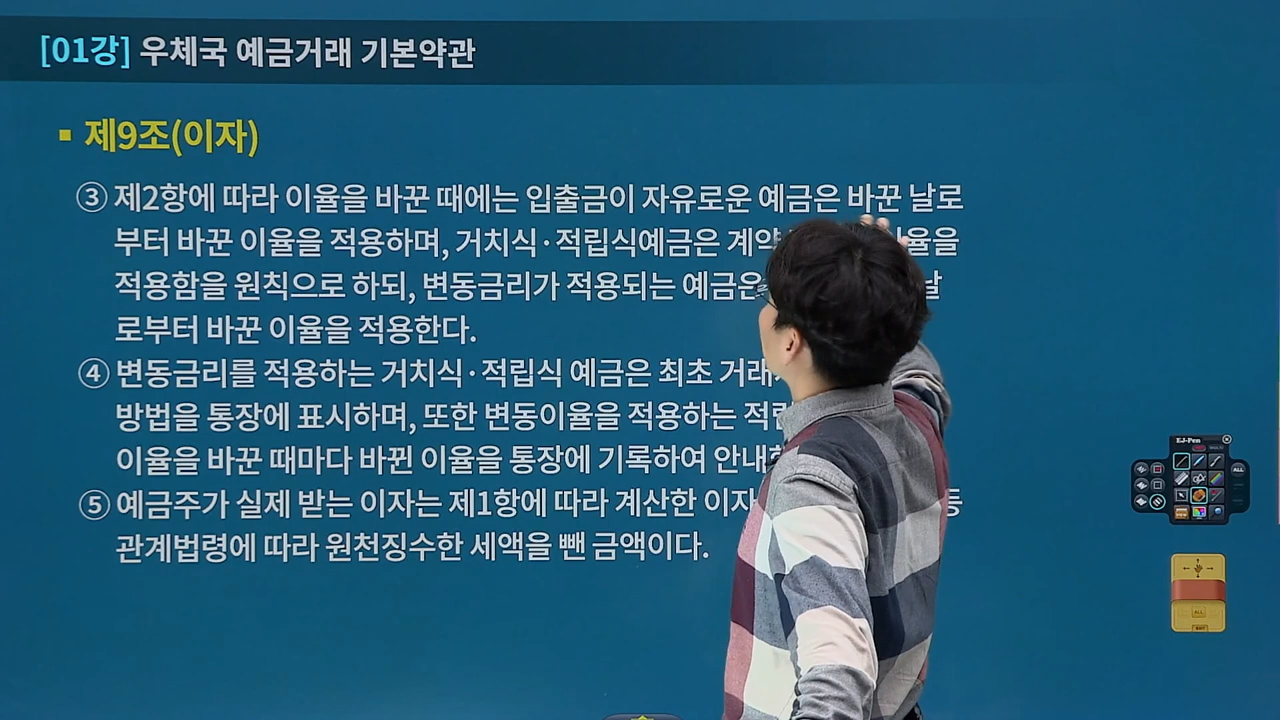 [01강] 우체국 예금거래 기본약관
제9조(이자)
③ 제2항에 따라 이율을 바꾼 때에는 입출금이 자유로운 예금은 바꾼 날로
부터 바꾼 이율을 적용하며, 거치식·적립식예금은 계약
적용함을 원칙으로 하되, 변동금리가 적용되는 예금은
로부터 바꾼 이율을 적용한다.
④ 변동금리를 적용하는 거치식·적립식 예금은 최초
방법을 통장에 표시하며, 또한 변동이율을 적용하는
이율을 바꾼 때마다 바뀐 이율을 통장에 기록하여
⑤ 예금주가 실제 받는 이자는 제1항에 따라 계산한
관계법령에 따라 원천징수한 세액을 뺀 금액이다.
EJ-Pen
ALL
ALL